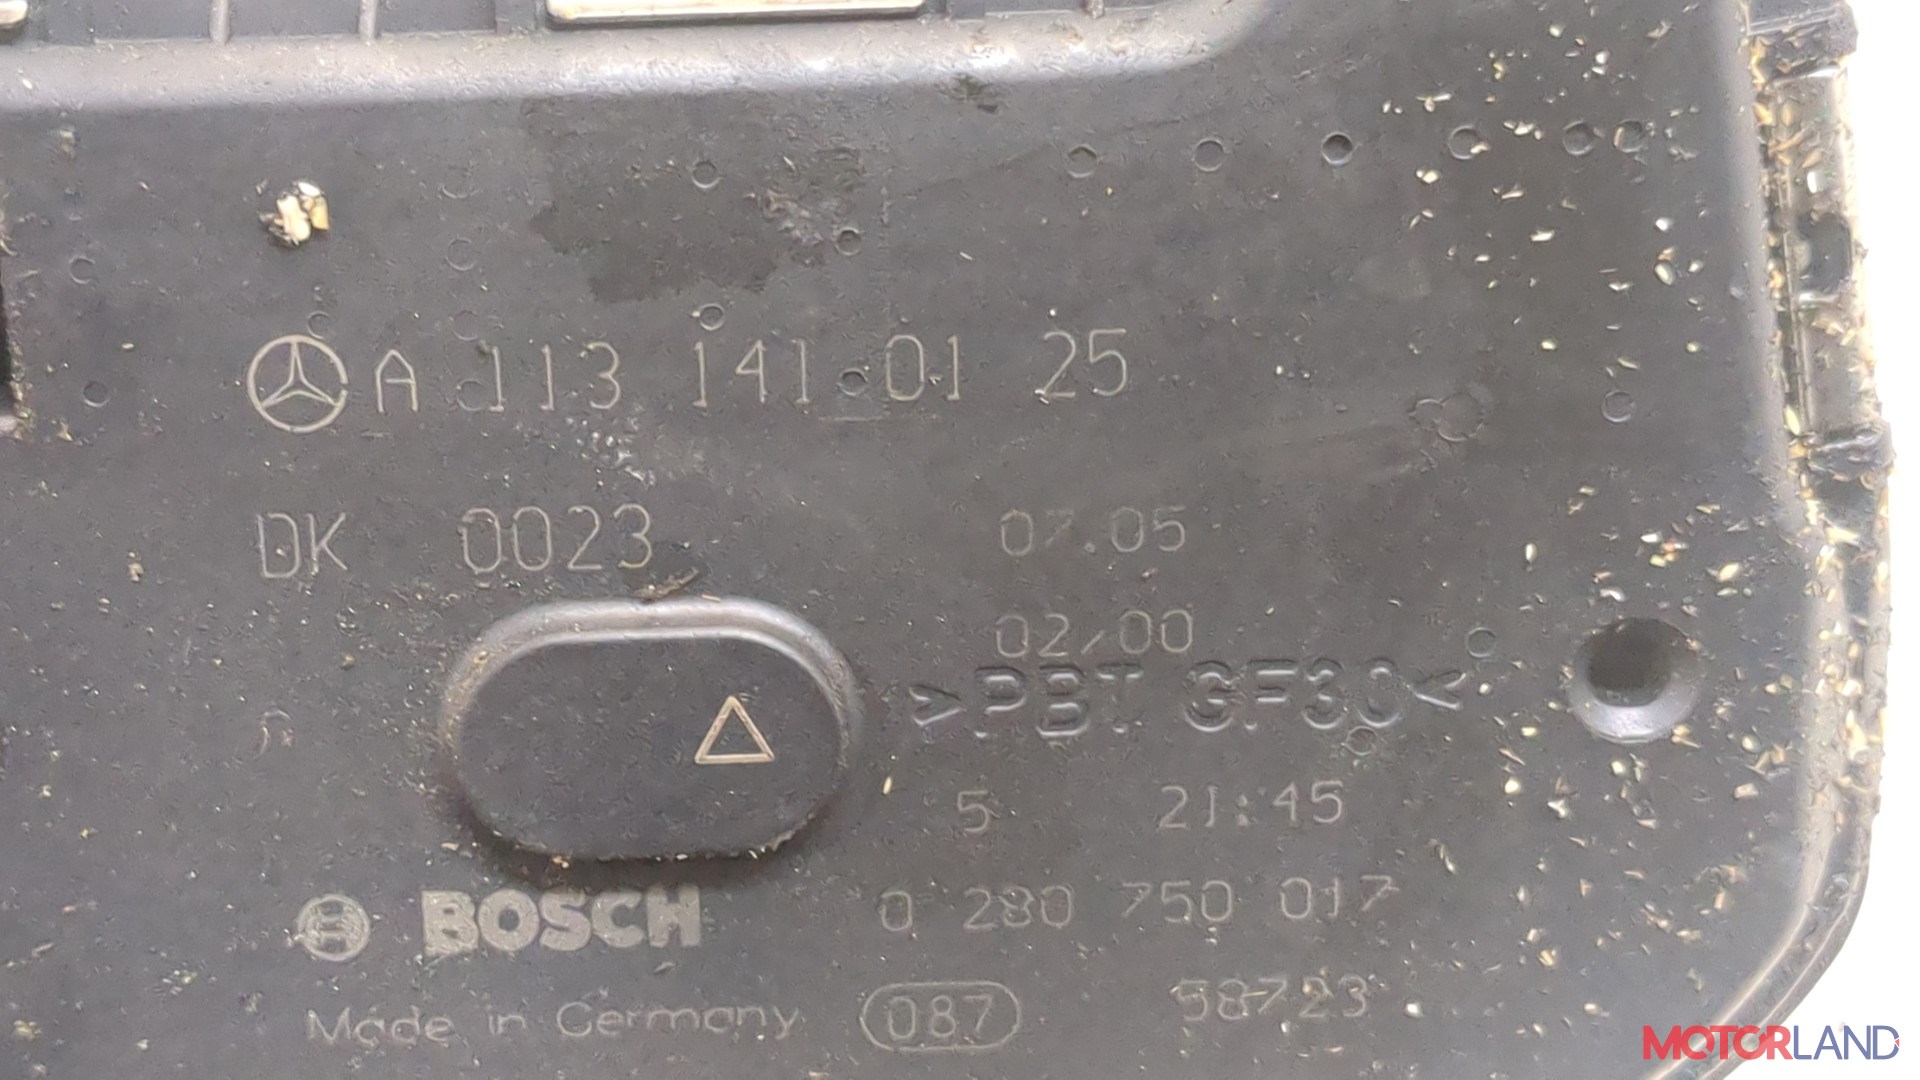 A 113 141 01 25
DK 0023 07.05
02/00
>PBT GF30<
5 21:45
BOSCH 0 280 750 017
Made in Germany 087 58723
MOTORLAND